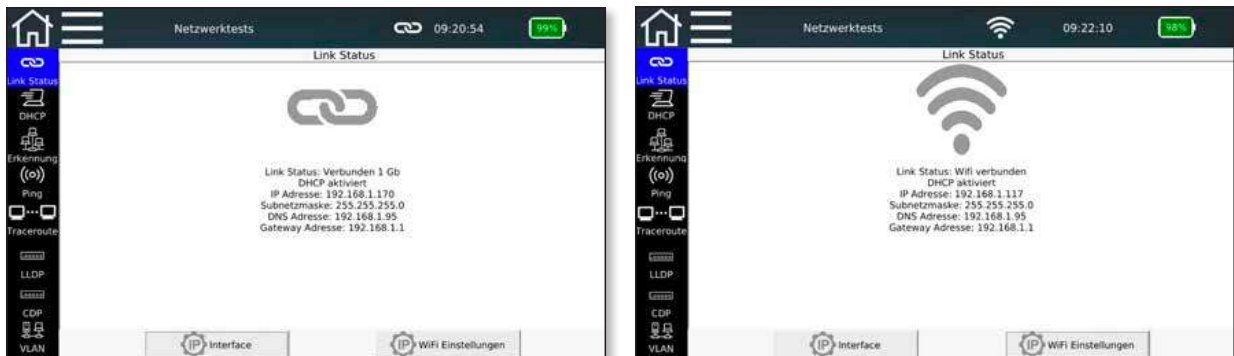 Netzwerktests 09:20:54 99%
Link Status
Link Status
DHCP
Erkennung
Ping
Traceroute
LLDP
CDP
VLAN
Link Status: Verbunden 1 Gb
DHCP aktiviert
IP Adresse: 192.168.1.170
Subnetzmaske: 255.255.255.0
DNS Adresse: 192.168.1.95
Gateway Adresse: 192.168.1.1
IP Interface
IP WiFi Einstellungen
Netzwerktests 09:22:10 98%
Link Status
Link Status
DHCP
Erkennung
Ping
Traceroute
LLDP
CDP
VLAN
Link Status: Wifi verbunden
DHCP aktiviert
IP Adresse: 192.168.1.117
Subnetzmaske: 255.255.255.0
DNS Adresse: 192.168.1.95
Gateway Adresse: 192.168.1.1
IP Interface
IP WiFi Einstellungen